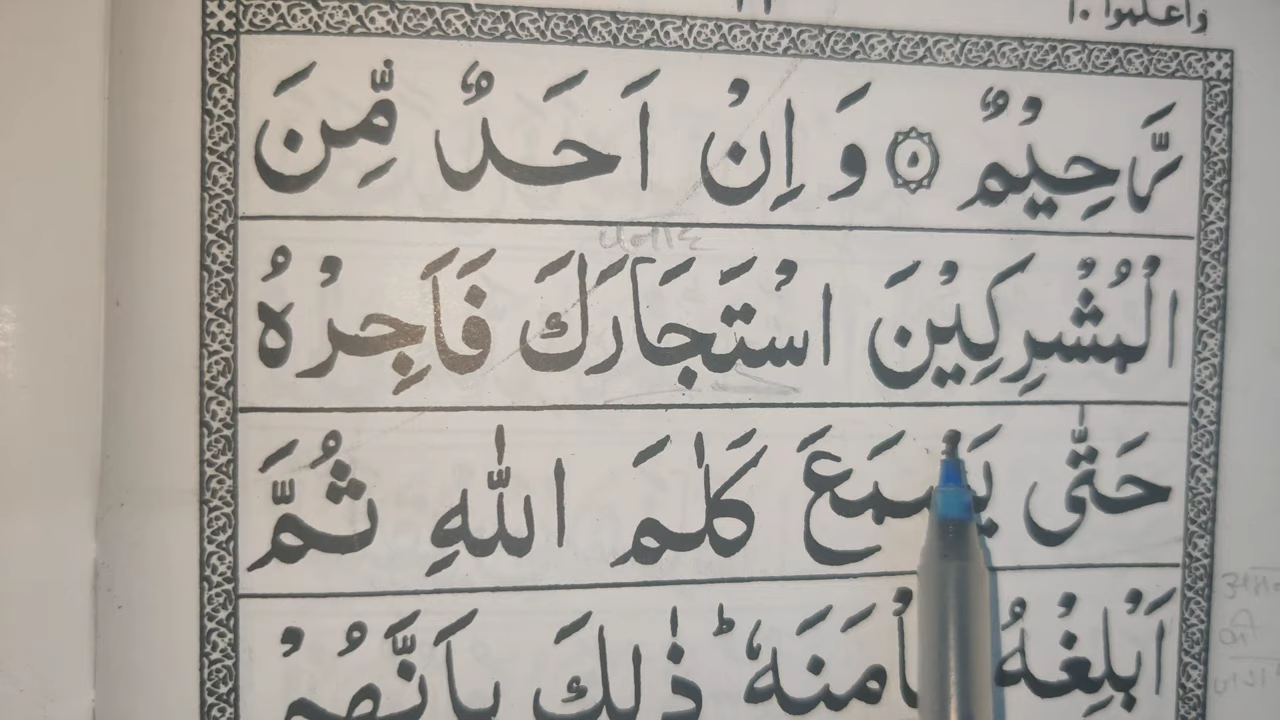 واعلموا ١٠
رَّحِيْمٌ ۝٥ وَ اِنْ اَحَدٌ مِّنَ
الْمُشْرِكِيْنَ اسْتَجَارَكَ فَاَجِرْهُ
حَتّٰى يَسْمَعَ كَلٰمَ اللّٰهِ ثُمَّ
اَبْلِغْهُ مَاْمَنَهٗ ؕ ذٰلِكَ بِاَنَّهُمْ